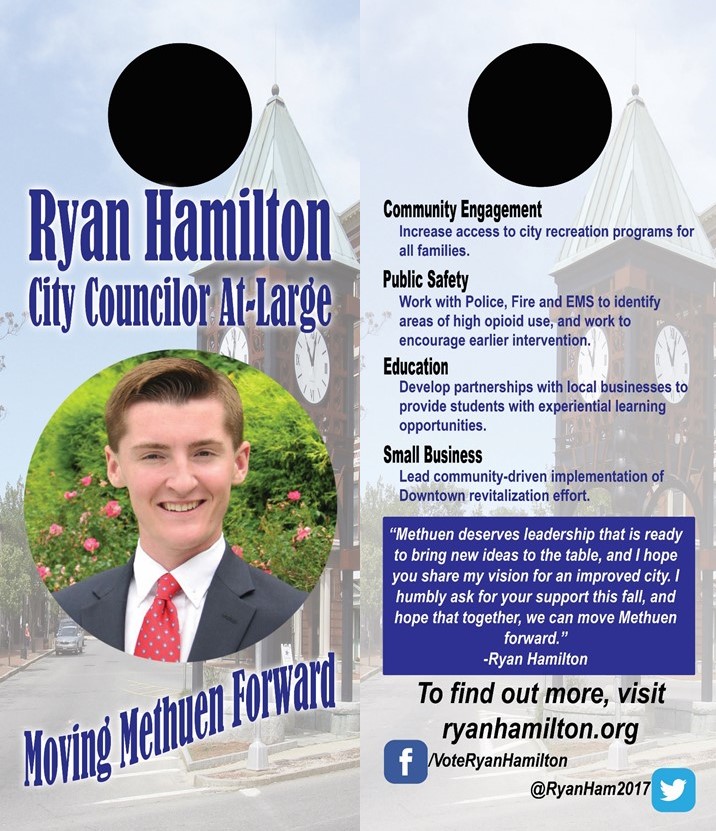 Ryan Hamilton
City Councilor At-Large
Moving Methuen Forward
Community Engagement
Increase access to city recreation programs for
all families.
Public Safety
Work with Police, Fire and EMS to identify
areas of high opioid use, and work to
encourage earlier intervention.
Education
Develop partnerships with local businesses to
provide students with experiential learning
opportunities.
Small Business
Lead community-driven implementation of
Downtown revitalization effort.
“Methuen deserves leadership that is ready
to bring new ideas to the table, and I hope
you share my vision for an improved city. I
humbly ask for your support this fall, and
hope that together, we can move Methuen
forward.”
-Ryan Hamilton
To find out more, visit
ryanhamilton.org
f /VoteRyanHamilton
@RyanHam2017